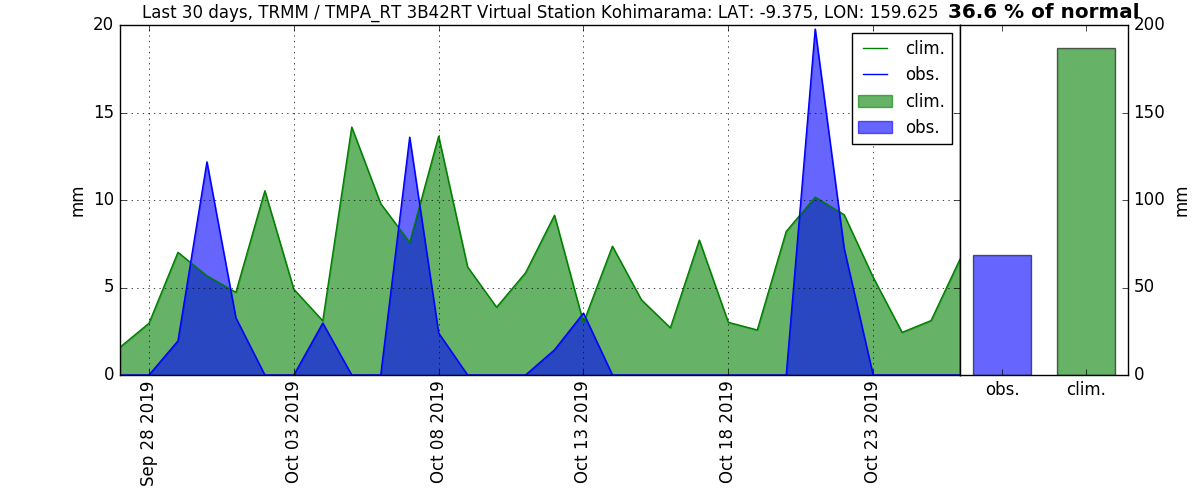 Last 30 days, TRMM / TMPA_RT 3B42RT Virtual Station Kohimarama: LAT: -9.375, LON: 159.625 36.6 % of normal
20 200
15 150
10 100
5 50
0 0
mm
mm
clim.
obs.
clim.
obs.
obs. clim.
Sep 28 2019
Oct 03 2019
Oct 08 2019
Oct 13 2019
Oct 18 2019
Oct 23 2019